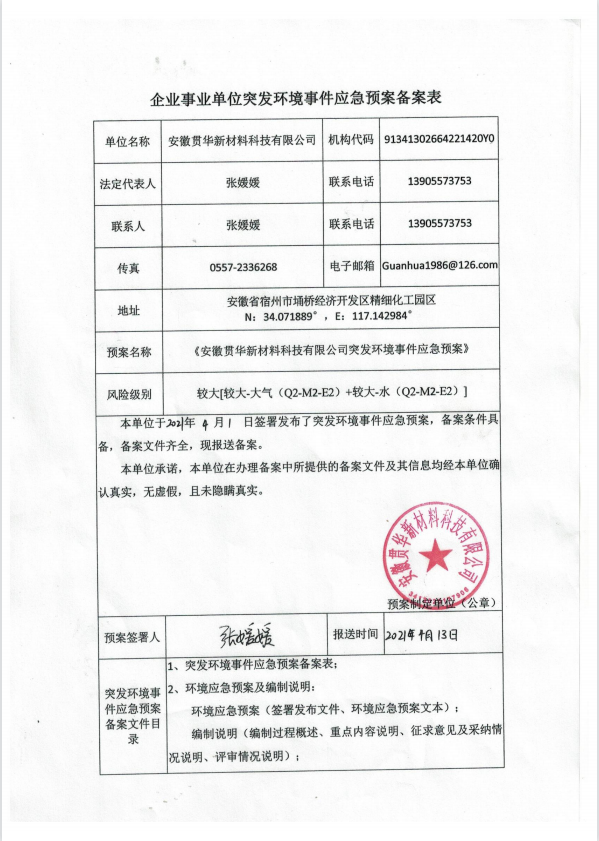 企业事业单位突发环境事件应急预案备案表
单位名称 安徽贯华新材料科技有限公司 机构代码 91341302664221420Y0
法定代表人 张媛媛 联系电话 13905573753
联系人 张媛媛 联系电话 13905573753
传真 0557-2336268 电子邮箱 Guanhua1986@126.com
地址 安徽省宿州市埇桥经济开发区精细化工园区
N：34.071889°，E：117.142984°
预案名称 《安徽贯华新材料科技有限公司突发环境事件应急预案》
风险级别 较大[较大-大气（Q2-M2-E2）+较大-水（Q2-M2-E2）]
本单位于2021年 4 月 1 日签署发布了突发环境事件应急预案，备案条件具
备，备案文件齐全，现报送备案。
本单位承诺，本单位在办理备案中所提供的备案文件及其信息均经本单位确
认真实，无虚假，且未隐瞒真实。
安徽贯华新材料科技有限公司
预案制定单位（公章）
预案签署人 张媛媛 报送时间 2021年4月13日
突发环境事件应急预案备案文件目录
1、突发环境事件应急预案备案表；
2、环境应急预案及编制说明：
环境应急预案（签署发布文件、环境应急预案文本）；
编制说明（编制过程概述、重点内容说明、征求意见及采纳情
况说明、评审情况说明）；